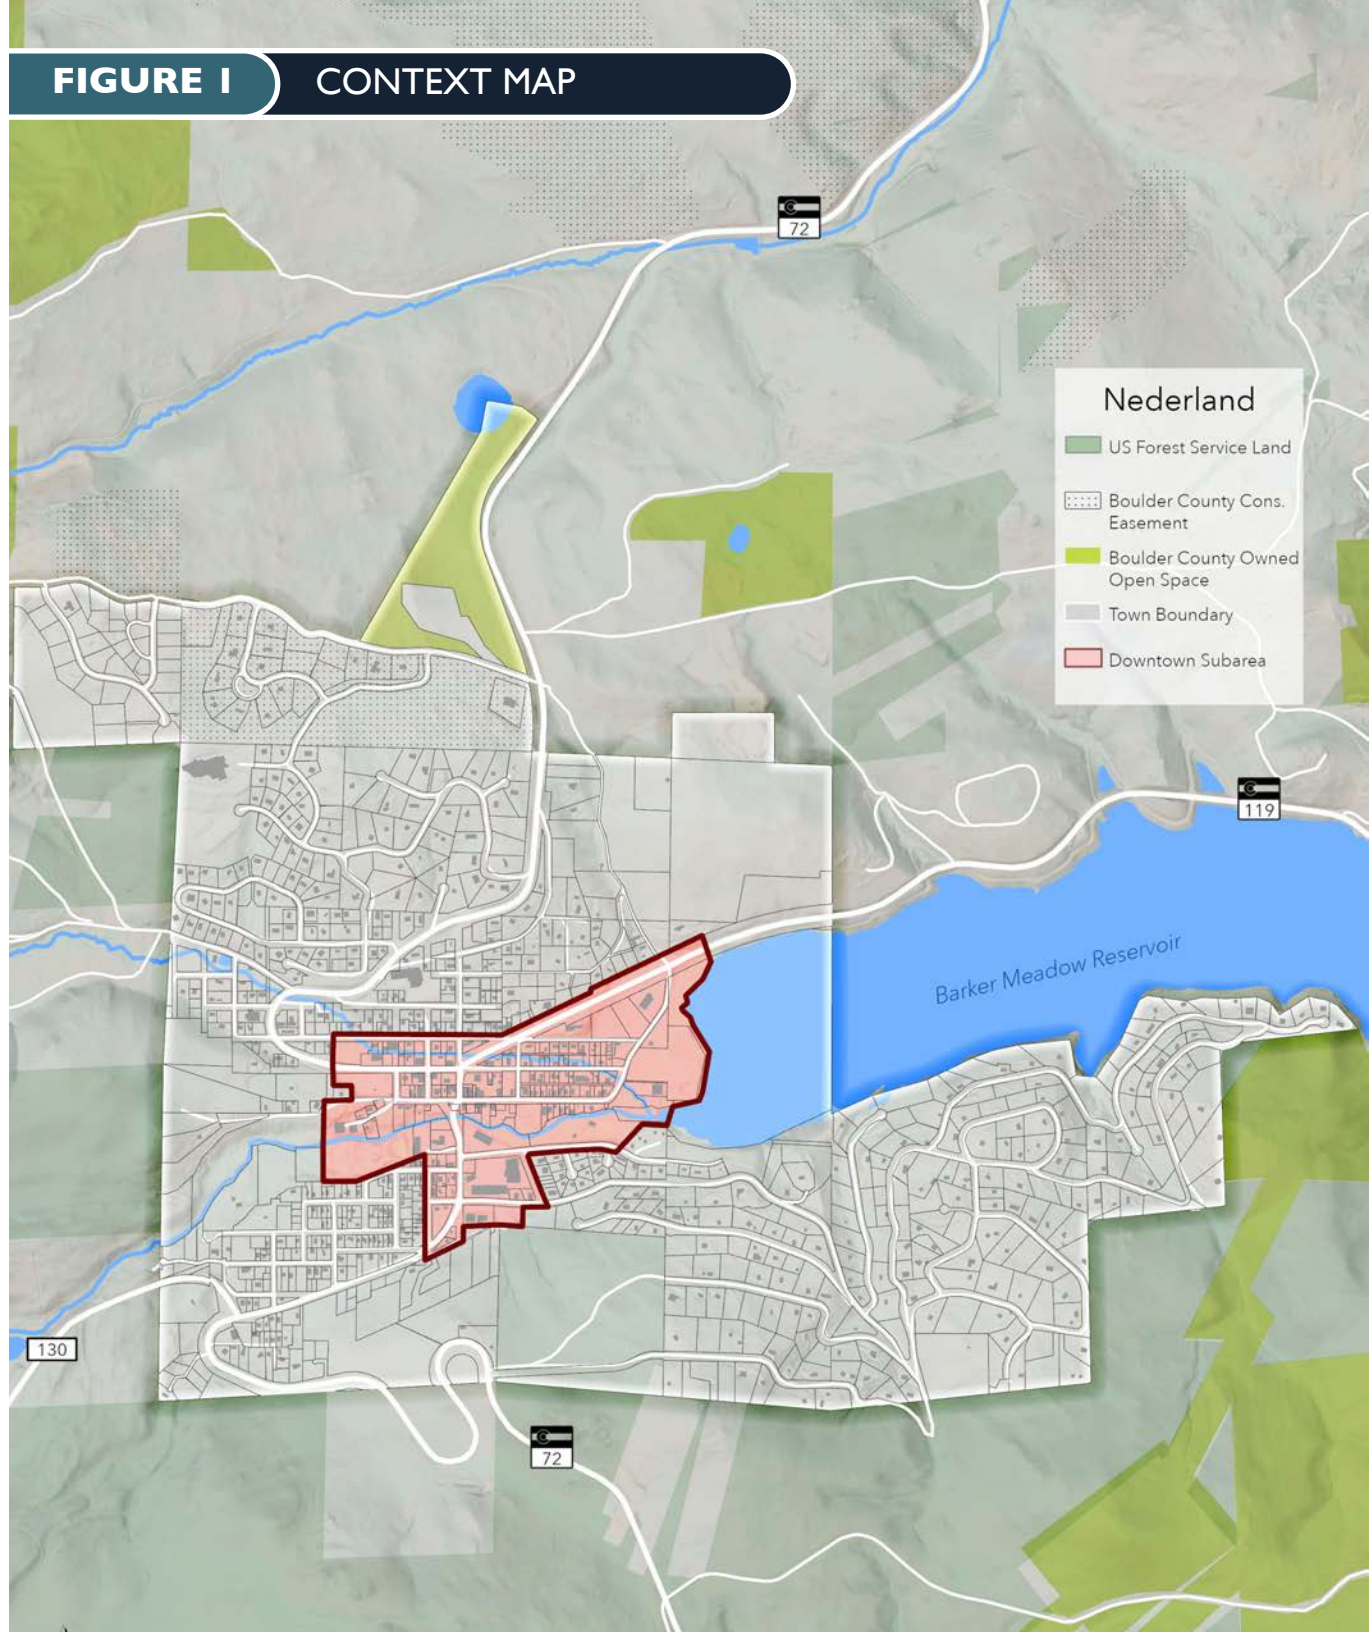 FIGURE 1
CONTEXT MAP
72
Nederland
US Forest Service Land
Boulder County Cons.
Easement
Boulder County Owned
Open Space
Town Boundary
Downtown Subarea
119
Barker Meadow Reservoir
130
72